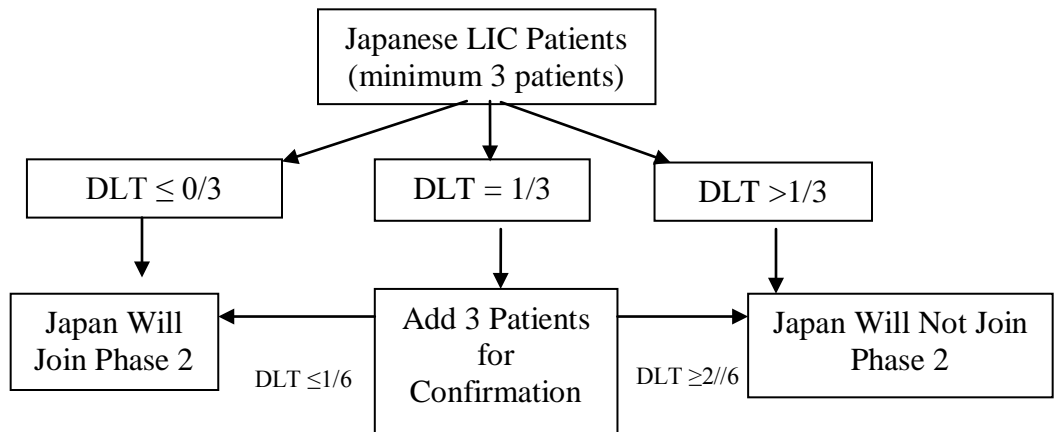 Japanese LIC Patients
(minimum 3 patients)
DLT ≤ 0/3
DLT = 1/3
DLT >1/3
Japan Will
Join Phase 2
DLT ≤1/6
Add 3 Patients
for
Confirmation
DLT ≥2//6
Japan Will Not Join
Phase 2